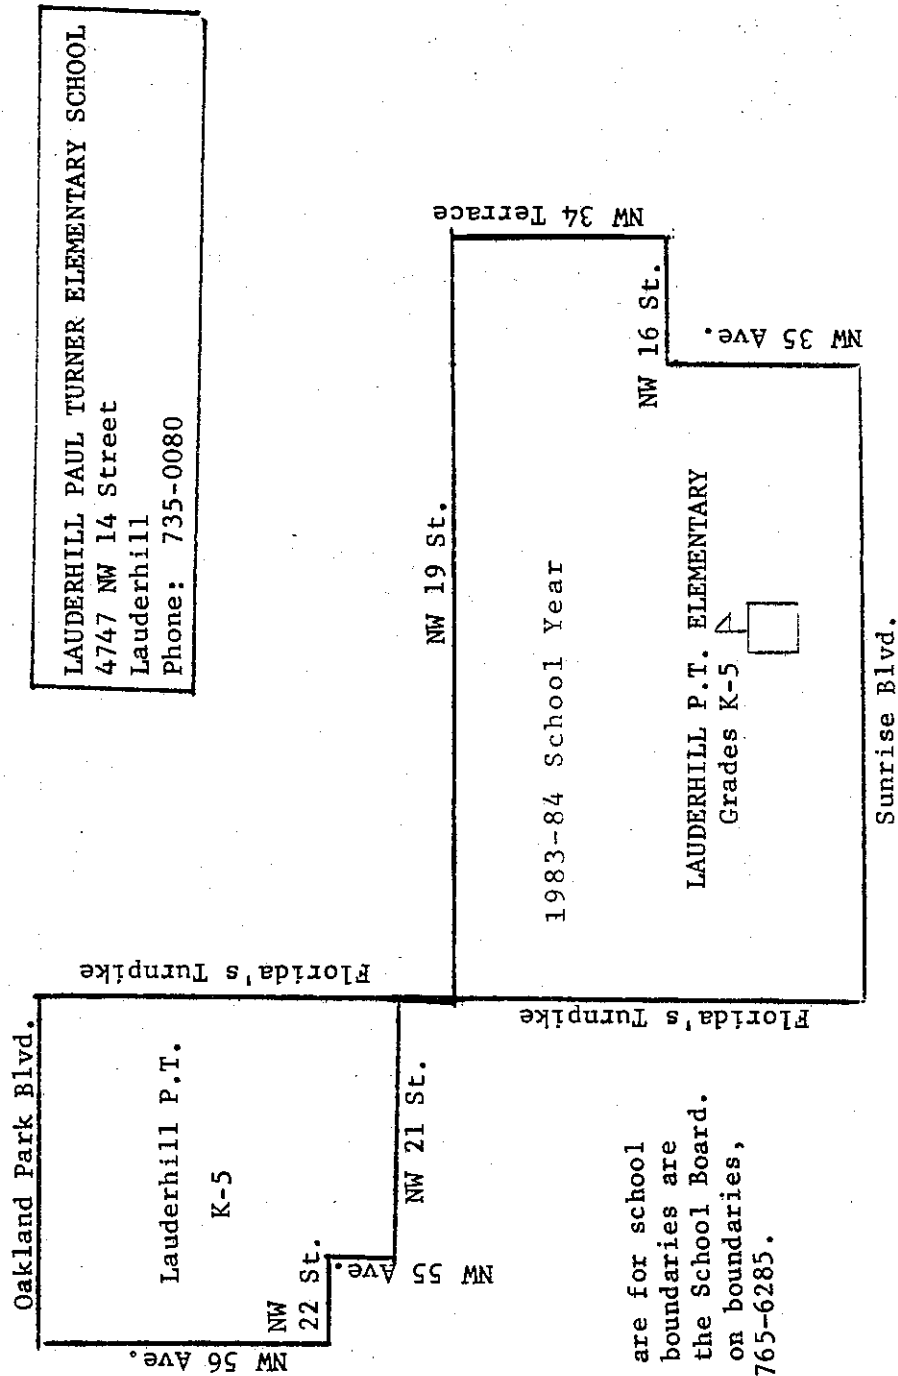 LAUDERHILL PAUL TURNER ELEMENTARY SCHOOL
4747 NW 14 Street
Lauderhill
Phone: 735-0080
Oakland Park Blvd.
Lauderhill P.T.
K-5
NW 56 Ave.
NW
22 St.
NW 55 Ave.
NW 21 St.
Florida's Turnpike
NW 19 St.
NW 34 Terrace
NW 16 St.
NW 35 Ave.
1983-84 School Year
LAUDERHILL P.T. ELEMENTARY
Grades K-5
Florida's Turnpike
Sunrise Blvd.
are for school
boundaries are
the School Board.
on boundaries,
765-6285.